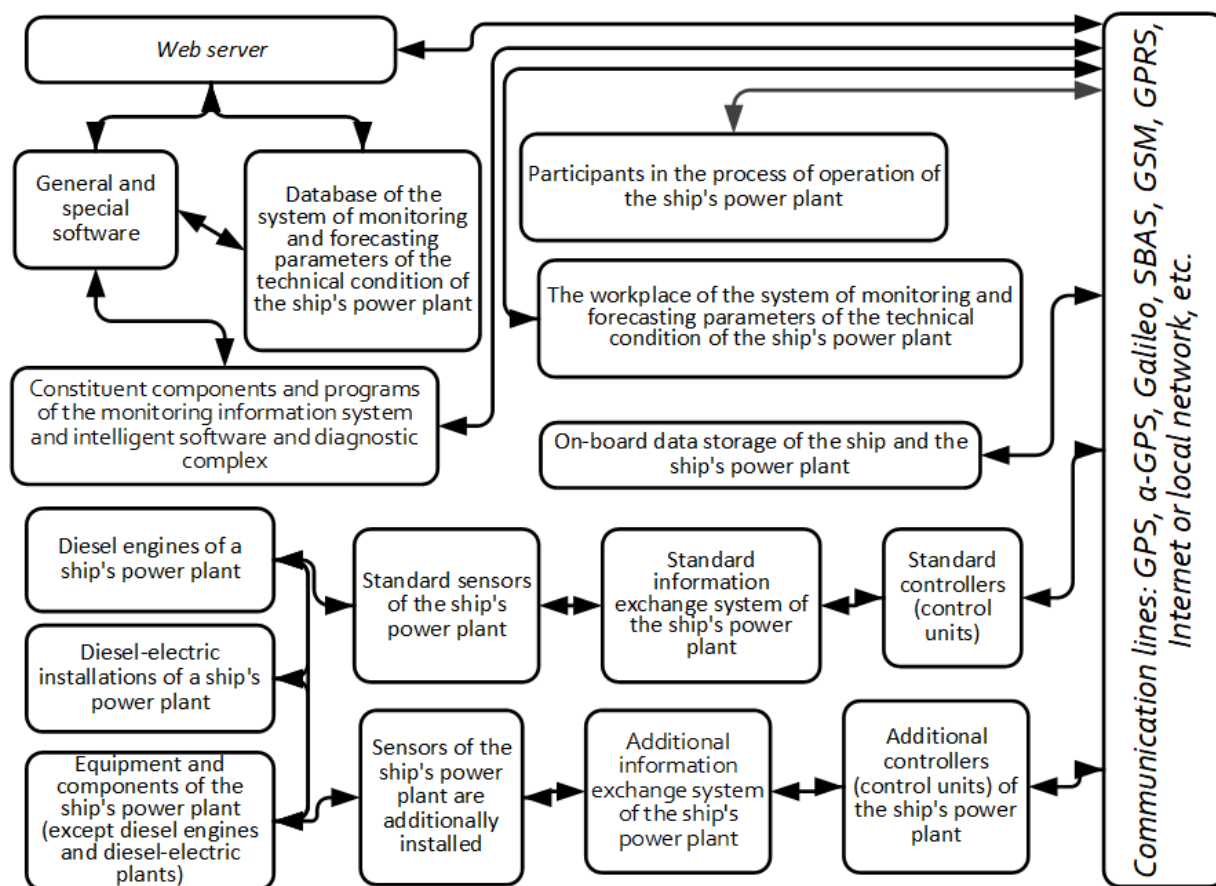 Web server
General and
special
software
Database of the
system of monitoring
and forecasting
parameters of the
technical condition of
the ship's power plant
Participants in the process of operation of
the ship's power plant
The workplace of the system of monitoring and
forecasting parameters of the technical
condition of the ship's power plant
Constituent components and programs
of the monitoring information system
and intelligent software and diagnostic
complex
On-board data storage of the ship and the
ship's power plant
Diesel engines of a
ship's power plant
Standard sensors
of the ship's
power plant
Standard
information
exchange system of
the ship's power
plant
Standard
controllers
(control
units)
Diesel-electric
installations of a ship's
power plant
Equipment and
components of the
ship's power plant
(except diesel engines
and diesel-electric
plants)
Sensors of the
ship's power
plant are
additionally
installed
Additional
information
exchange system
of the ship's
power plant
Additional
controllers
(control units) of
the ship's power
plant
Communication lines: GPS, α-GPS, Galileo, SBAS, GSM, GPRS,
Internet or local network, etc.